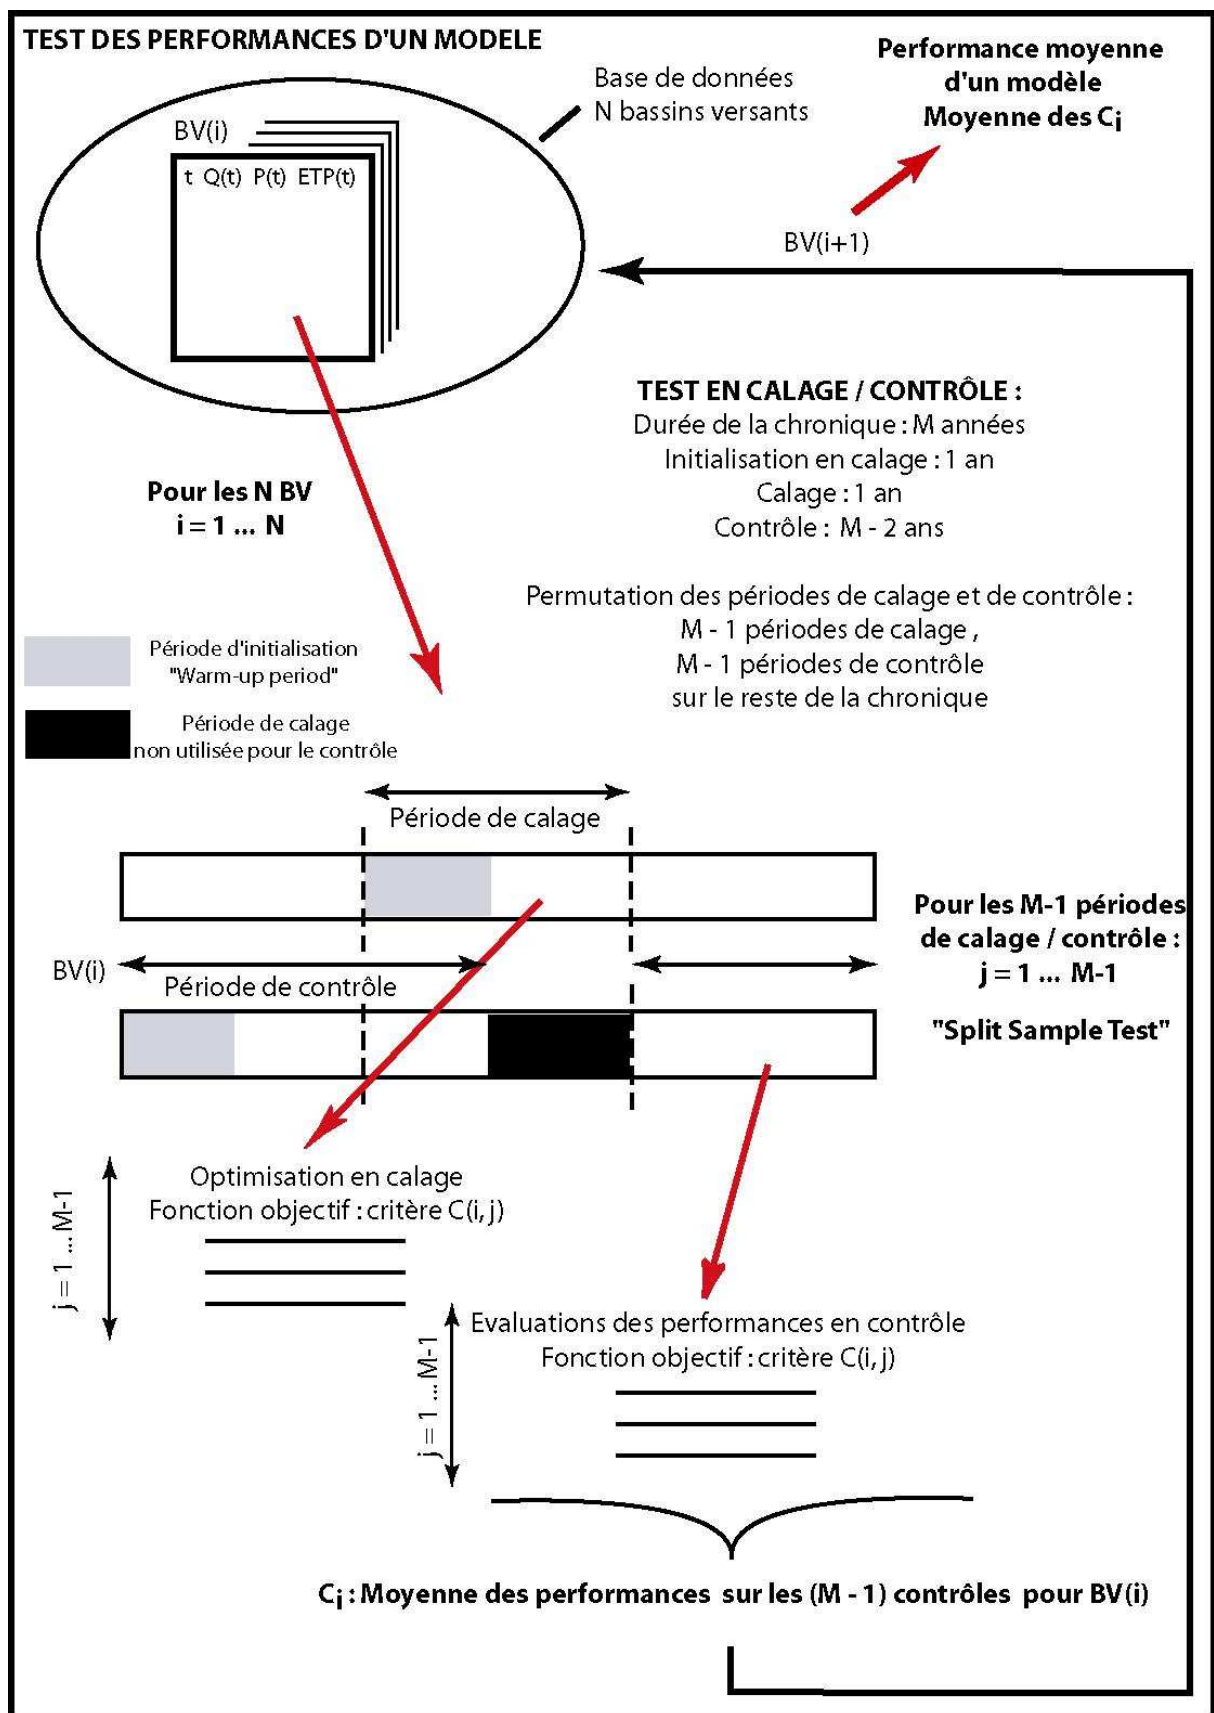 TEST DES PERFORMANCES D'UN MODELE
Performance moyenne
d'un modèle
Moyenne des Ci
Base de données
N bassins versants
BV(i)
t Q(t) P(t) ETP(t)
BV(i+1)
TEST EN CALAGE / CONTRÔLE :
Durée de la chronique : M années
Initialisation en calage : 1 an
Calage : 1 an
Contrôle : M - 2 ans
Pour les N BV
i = 1 ... N
Permutation des périodes de calage et de contrôle :
M - 1 périodes de calage ,
M - 1 périodes de contrôle
sur le reste de la chronique
Période d'initialisation
"Warm-up period"
Période de calage
non utilisée pour le contrôle
Période de calage
Pour les M-1 périodes
de calage / contrôle :
j = 1 ... M-1
"Split Sample Test"
BV(i)
Période de contrôle
Optimisation en calage
Fonction objectif : critère C(i, j)
j = 1 ... M-1
Evaluations des performances en contrôle
Fonction objectif : critère C(i, j)
j = 1 ... M-1
Ci : Moyenne des performances sur les (M - 1) contrôles pour BV(i)